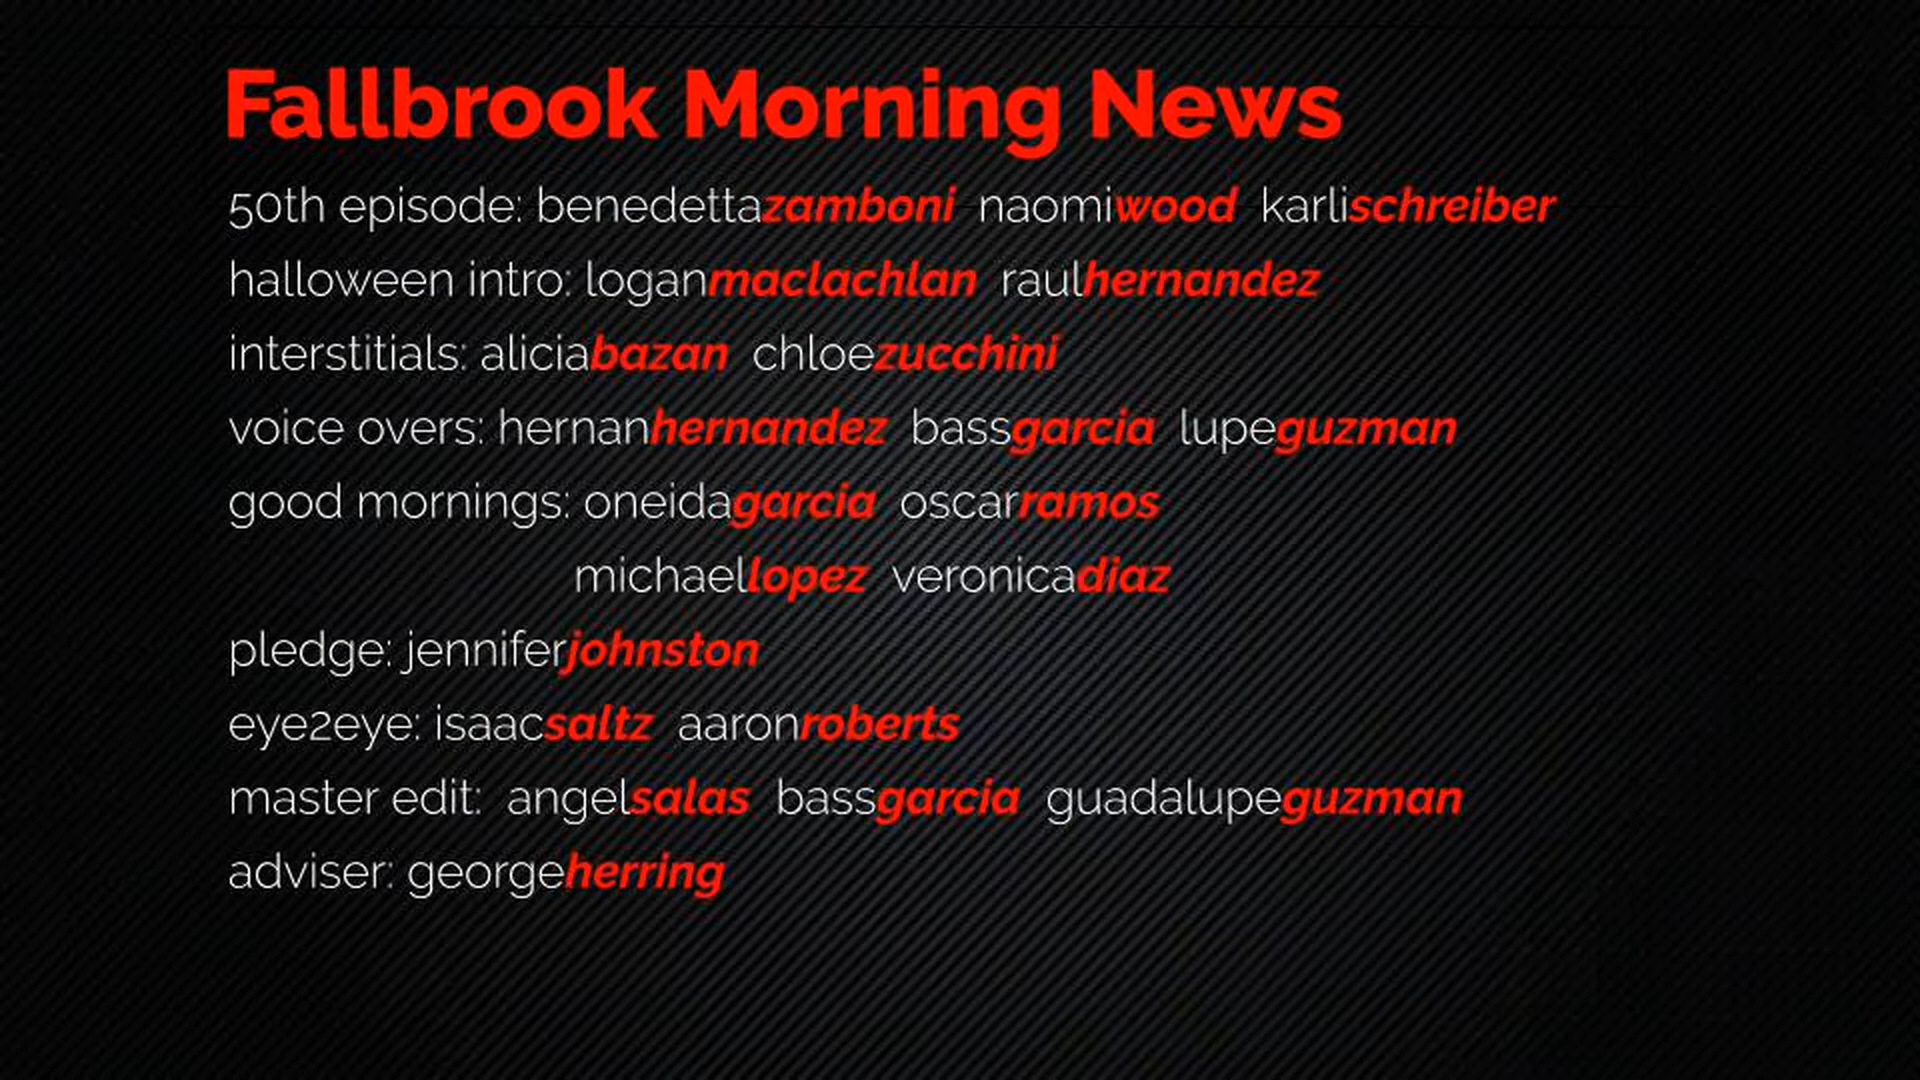 Fallbrook Morning News
50th episode: benedettazamboni naomiwood karlischreiber
halloween intro: loganmaclachlan raulhernandez
interstitials: aliciabazan chloezucchini
voice overs: hernanhernandez bassgarcia lupeguzman
good mornings: oneidagarcia oscarramos
michaellopez veronicadiaz
pledge: jenniferjohnston
eye2eye: isaacsaltz aaronroberts
master edit: angelsalas bassgarcia guadalupeguzman
adviser: georgeherring